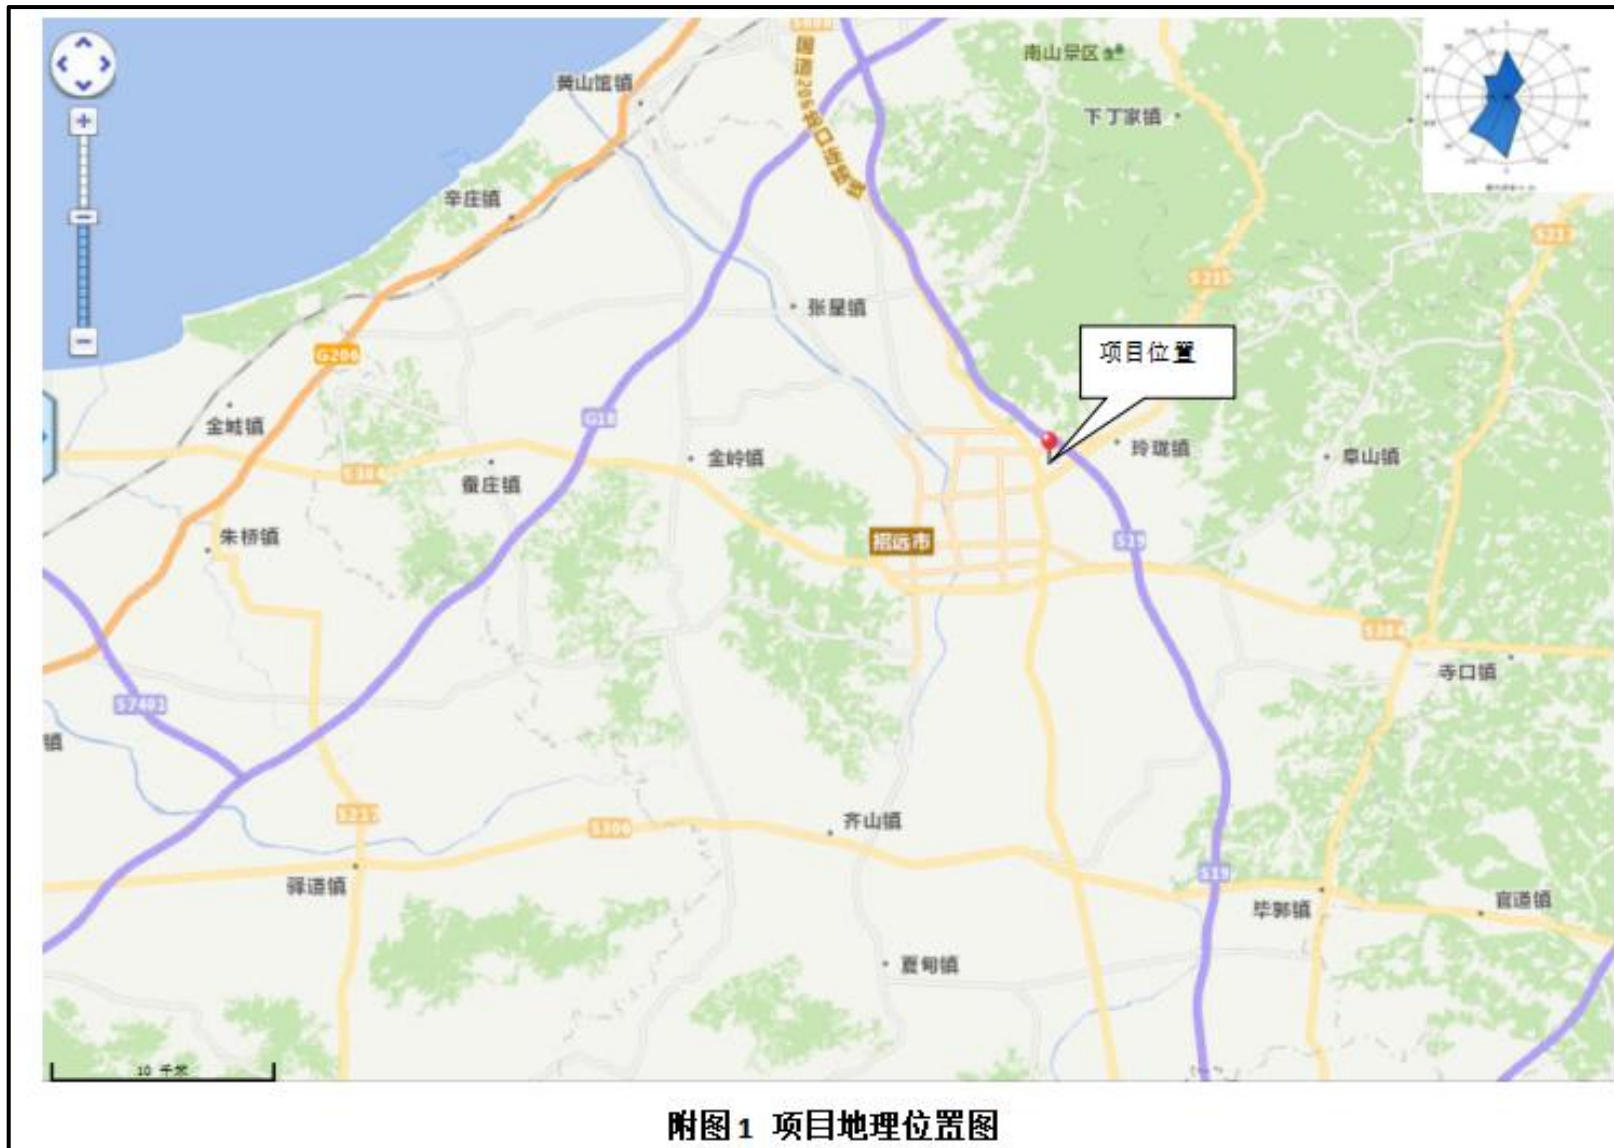 南山景区
黄山馆镇
下丁家镇
辛庄镇
S215
张星镇
G206
项目位置
金城镇
G18
S304
金岭镇
玲珑镇
阜山镇
蚕庄镇
朱桥镇
招远市
S19
S304
寺口镇
S7401
镇
S217
S306
齐山镇
驿道镇
S19
毕郭镇
官道镇
夏甸镇
10 千米
附图1 项目地理位置图